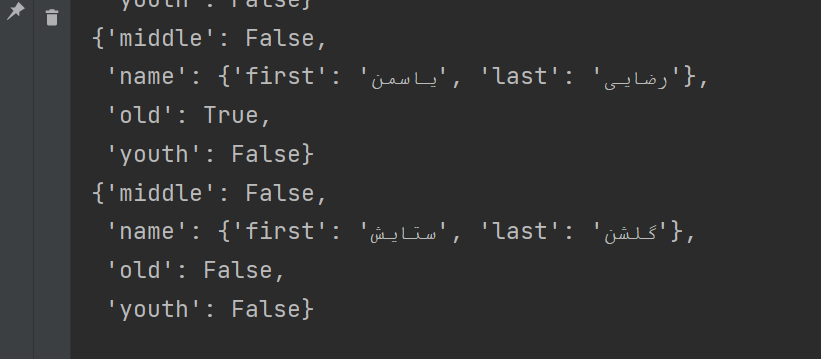 'youth': False}
{'middle': False,
 'name': {'first': 'یاسمن', 'last': 'رضایی'},
 'old': True,
 'youth': False}
{'middle': False,
 'name': {'first': 'ستایش', 'last': 'گلشن'},
 'old': False,
 'youth': False}